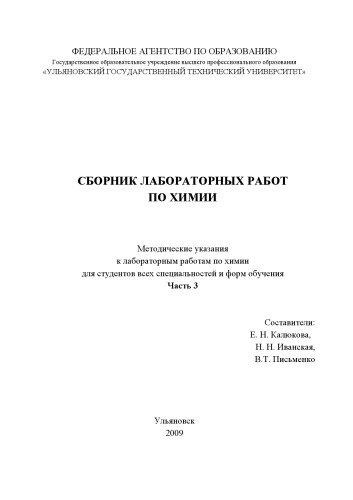 ФЕДЕРАЛЬНОЕ АГЕНТСТВО ПО ОБРАЗОВАНИЮ
Государственное образовательное учреждение высшего профессионального образования
«УЛЬЯНОВСКИЙ ГОСУДАРСТВЕННЫЙ ТЕХНИЧЕСКИЙ УНИВЕРСИТЕТ»
СБОРНИК ЛАБОРАТОРНЫХ РАБОТ
ПО ХИМИИ
Методические указания
к лабораторным работам по химии
для студентов всех специальностей и форм обучения
Часть 3
Составители:
Е. Н. Калюкова,
Н. Н. Иванская,
В.Т. Письменко
Ульяновск
2009